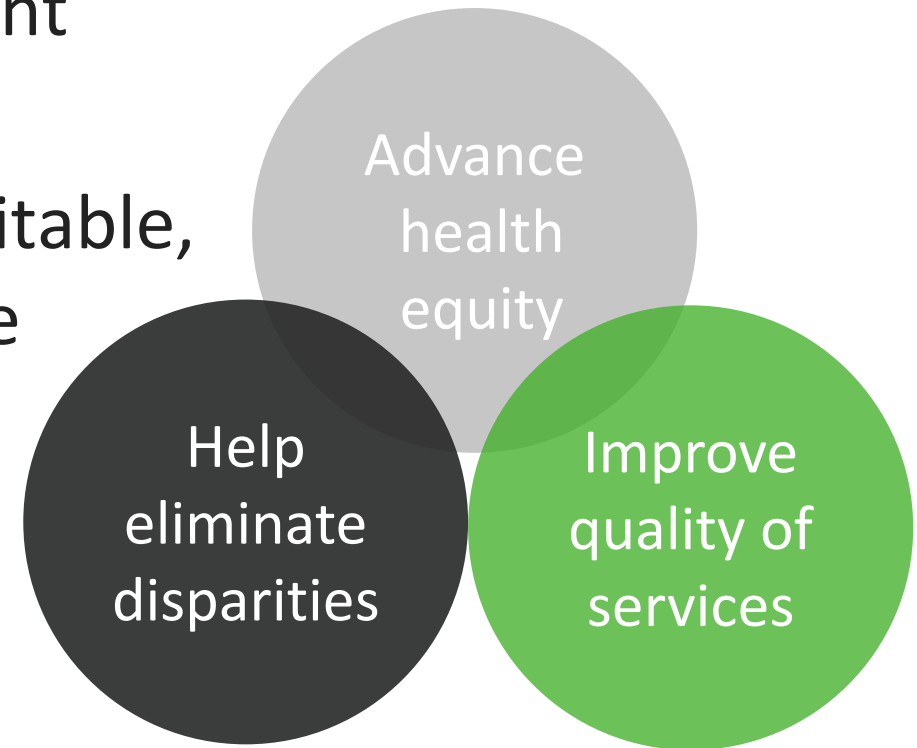 nt
itable,
e
Advance
health
equity
Help
eliminate
disparities
Improve
quality of
services